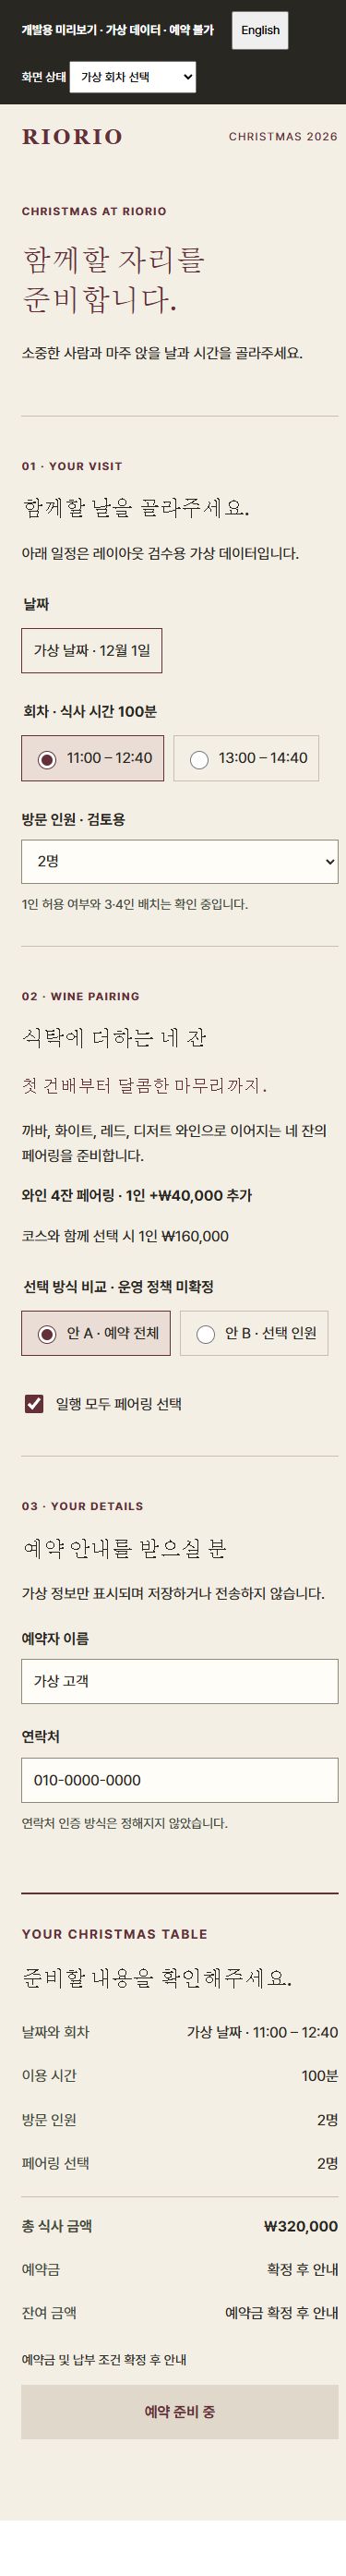 개발용 미리보기 · 가상 데이터 · 예약 불가
English
화면 상태
가상 회차 선택
RIORIO
CHRISTMAS 2026
CHRISTMAS AT RIORIO
함께할 자리를
준비합니다.
소중한 사람과 마주 앉을 날과 시간을 골라주세요.
01 · YOUR VISIT
함께할 날을 골라주세요.
아래 일정은 레이아웃 검수용 가상 데이터입니다.
날짜
가상 날짜 · 12월 1일
회차 · 식사 시간 100분
11:00 – 12:40
13:00 – 14:40
방문 인원 · 검토용
2명
1인 허용 여부와 3·4인 배치는 확인 중입니다.
02 · WINE PAIRING
식탁에 더하는 네 잔
첫 건배부터 달콤한 마무리까지.
까바, 화이트, 레드, 디저트 와인으로 이어지는 네 잔의
페어링을 준비합니다.
와인 4잔 페어링 · 1인 +₩40,000 추가
코스와 함께 선택 시 1인 ₩160,000
선택 방식 비교 · 운영 정책 미확정
안 A · 예약 전체
안 B · 선택 인원
일행 모두 페어링 선택
03 · YOUR DETAILS
예약 안내를 받으실 분
가상 정보만 표시되며 저장하거나 전송하지 않습니다.
예약자 이름
가상 고객
연락처
010-0000-0000
연락처 인증 방식은 정해지지 않았습니다.
YOUR CHRISTMAS TABLE
준비할 내용을 확인해주세요.
날짜와 회차
가상 날짜 · 11:00 – 12:40
이용 시간
100분
방문 인원
2명
페어링 선택
2명
총 식사 금액
₩320,000
예약금
확정 후 안내
잔여 금액
예약금 확정 후 안내
예약금 및 납부 조건 확정 후 안내
예약 준비 중